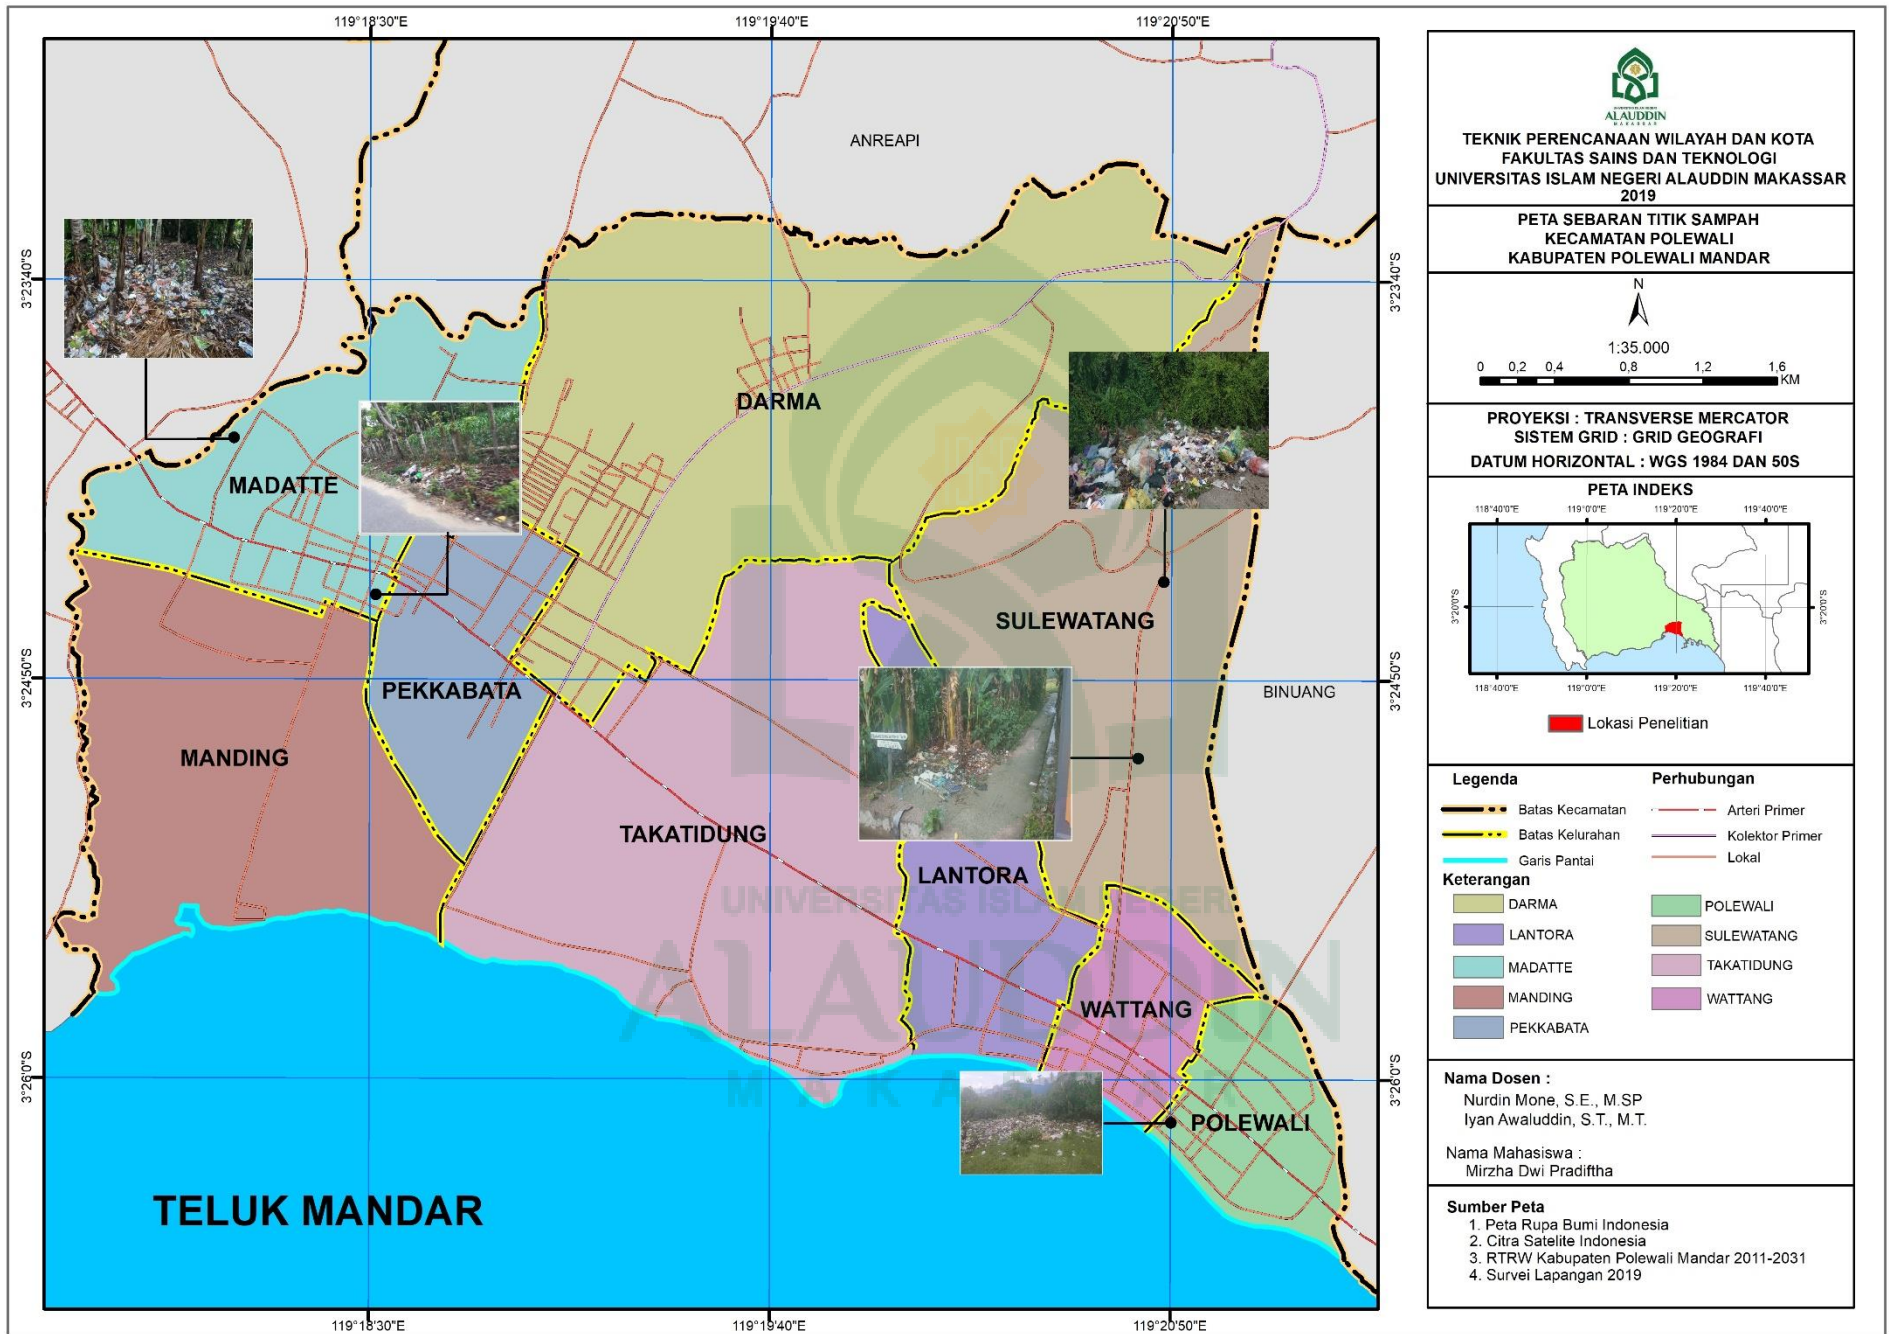 119°18'30"E
119°19'40"E
119°20'50"E
3°23'40"S
3°24'50"S
3°26'0"S
3°23'40"S
3°24'50"S
3°26'0"S
119°18'30"E
119°19'40"E
119°20'50"E
ANREAPI
DARMA
MADATTE
SULEWATANG
PEKKABATA
BINUANG
MANDING
TAKATIDUNG
LANTORA
WATTANG
POLEWALI
TELUK MANDAR
UNIVERSITAS ISLAM NEGERI
ALAUDDIN
MAKASSAR
ALAUDDIN
MAKASSAR
TEKNIK PERENCANAAN WILAYAH DAN KOTA
FAKULTAS SAINS DAN TEKNOLOGI
UNIVERSITAS ISLAM NEGERI ALAUDDIN MAKASSAR
2019
PETA SEBARAN TITIK SAMPAH
KECAMATAN POLEWALI
KABUPATEN POLEWALI MANDAR
N
1:35.000
0 0,2 0,4 0,8 1,2 1,6
KM
PROYEKSI : TRANSVERSE MERCATOR
SISTEM GRID : GRID GEOGRAFI
DATUM HORIZONTAL : WGS 1984 DAN 50S
PETA INDEKS
118°40'0"E 119°0'0"E 119°20'0"E 119°40'0"E
3°20'0"S
3°20'0"S
118°40'0"E 119°0'0"E 119°20'0"E 119°40'0"E
Lokasi Penelitian
Legenda
Batas Kecamatan
Batas Kelurahan
Garis Pantai
Perhubungan
Arteri Primer
Kolektor Primer
Lokal
Keterangan
DARMA
LANTORA
MADATTE
MANDING
PEKKABATA
POLEWALI
SULEWATANG
TAKATIDUNG
WATTANG
Nama Dosen :
Nurdin Mone, S.E., M.SP
Iyan Awaluddin, S.T., M.T.
Nama Mahasiswa :
Mirzha Dwi Pradiftha
Sumber Peta
1. Peta Rupa Bumi Indonesia
2. Citra Satelite Indonesia
3. RTRW Kabupaten Polewali Mandar 2011-2031
4. Survei Lapangan 2019